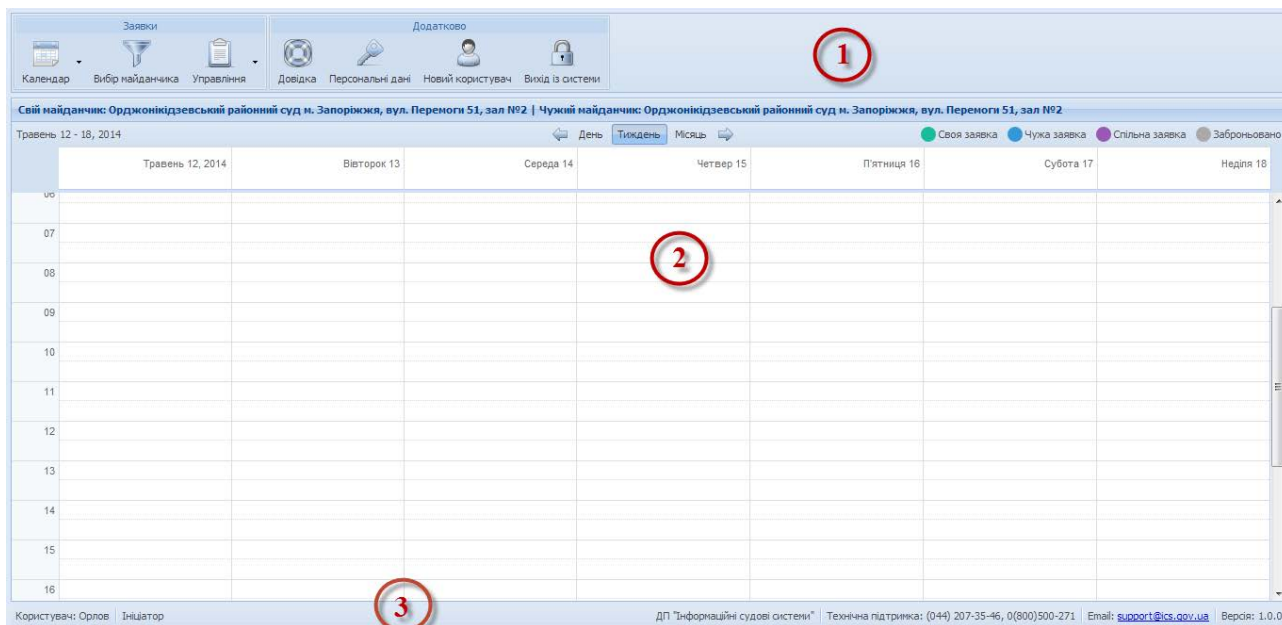 Заявки Додатково
Календар Вибір майданчика Управління Довідка Персональні дані Новий користувач Вихід із системи
1
Свій майданчик: Орджонікідзевський районний суд м. Запоріжжя, вул. Перемоги 51, зал №2 | Чужий майданчик: Орджонікідзевський районний суд м. Запоріжжя, вул. Перемоги 51, зал №2
Травень 12 - 18, 2014 День Тиждень Місяць Своя заявка Чужа заявка Спільна заявка Заброньовано
Травень 12, 2014 Вівторок 13 Середа 14 Четвер 15 П'ятниця 16 Субота 17 Неділя 18
06
07
2
08
09
10
11
12
13
14
15
16
3
Користувач: Орлов Ініціатор ДП "Інформаційні судові системи" Технічна підтримка: (044) 207-35-46, 0(800)500-271 Email: support@ics.gov.ua Версія: 1.0.0